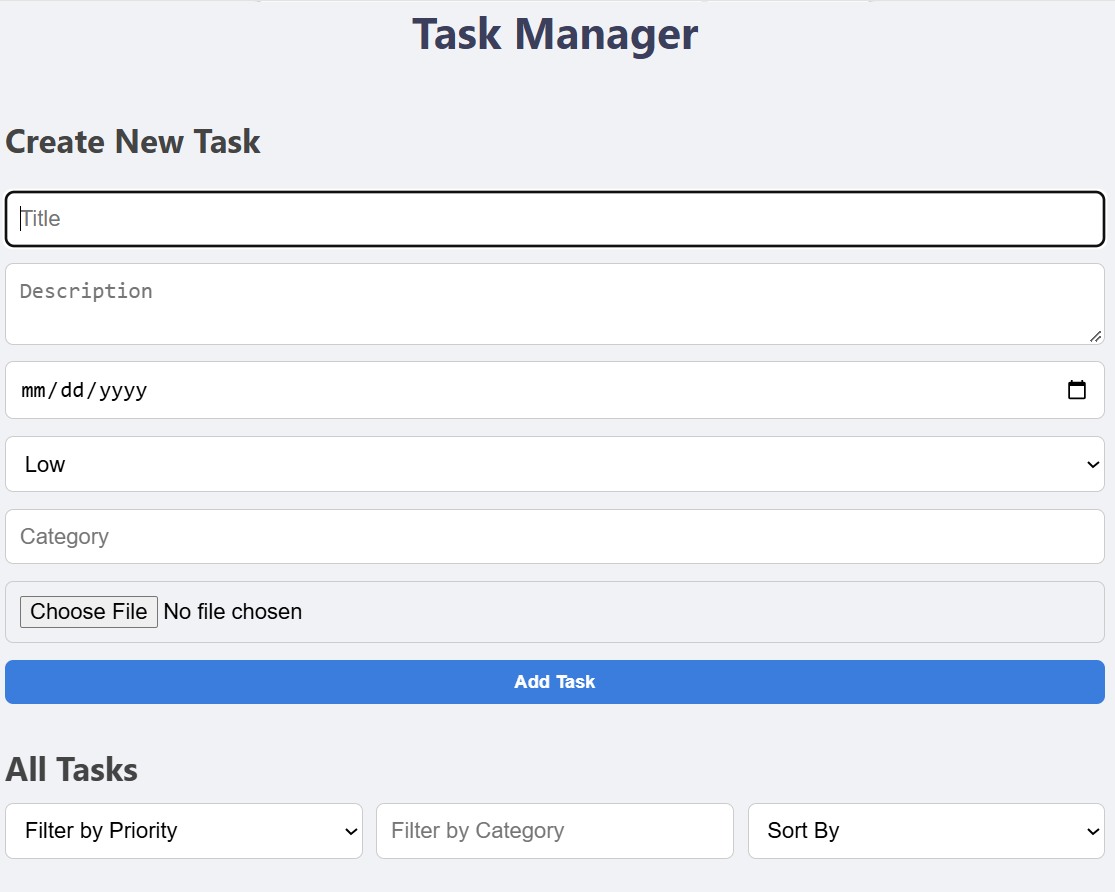 Task Manager
Create New Task
Title
Description
mm/dd/yyyy
Low
Category
Choose File No file chosen
Add Task
All Tasks
Filter by Priority Filter by Category Sort By